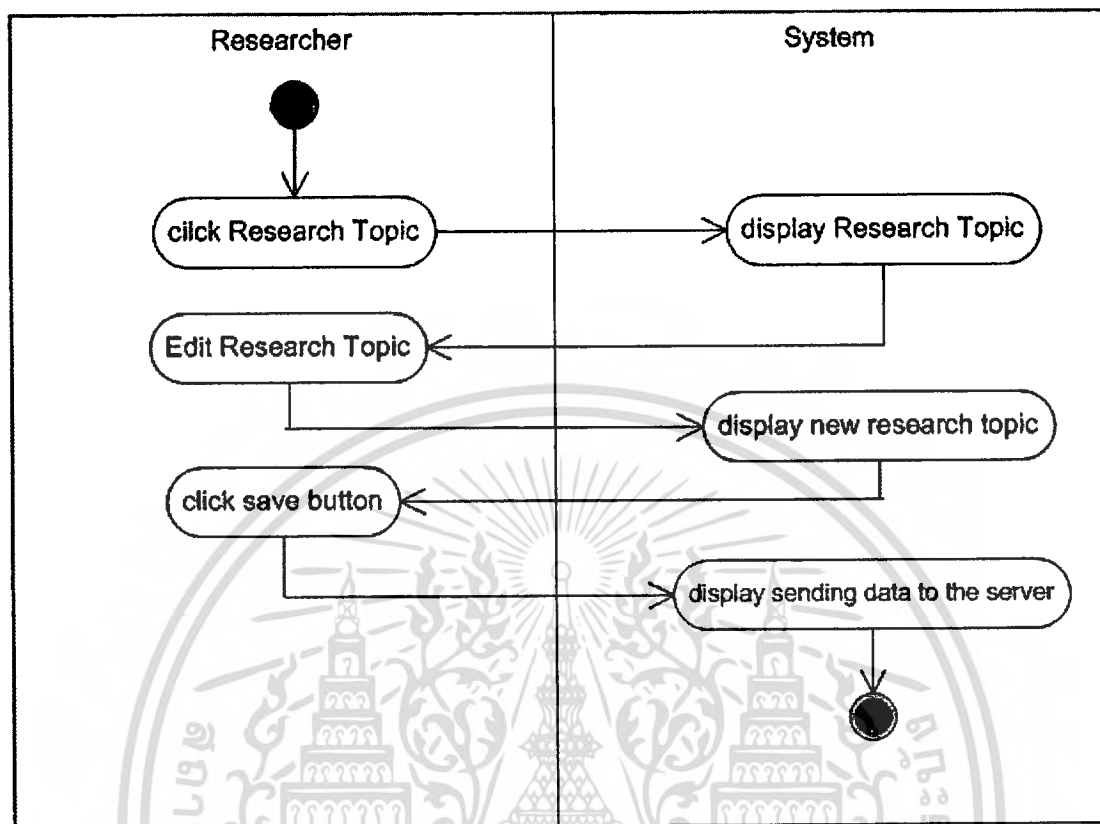 Researcher
System
cilck Research Topic
display Research Topic
Edit Research Topic
display new research topic
click save button
display sending data to the server